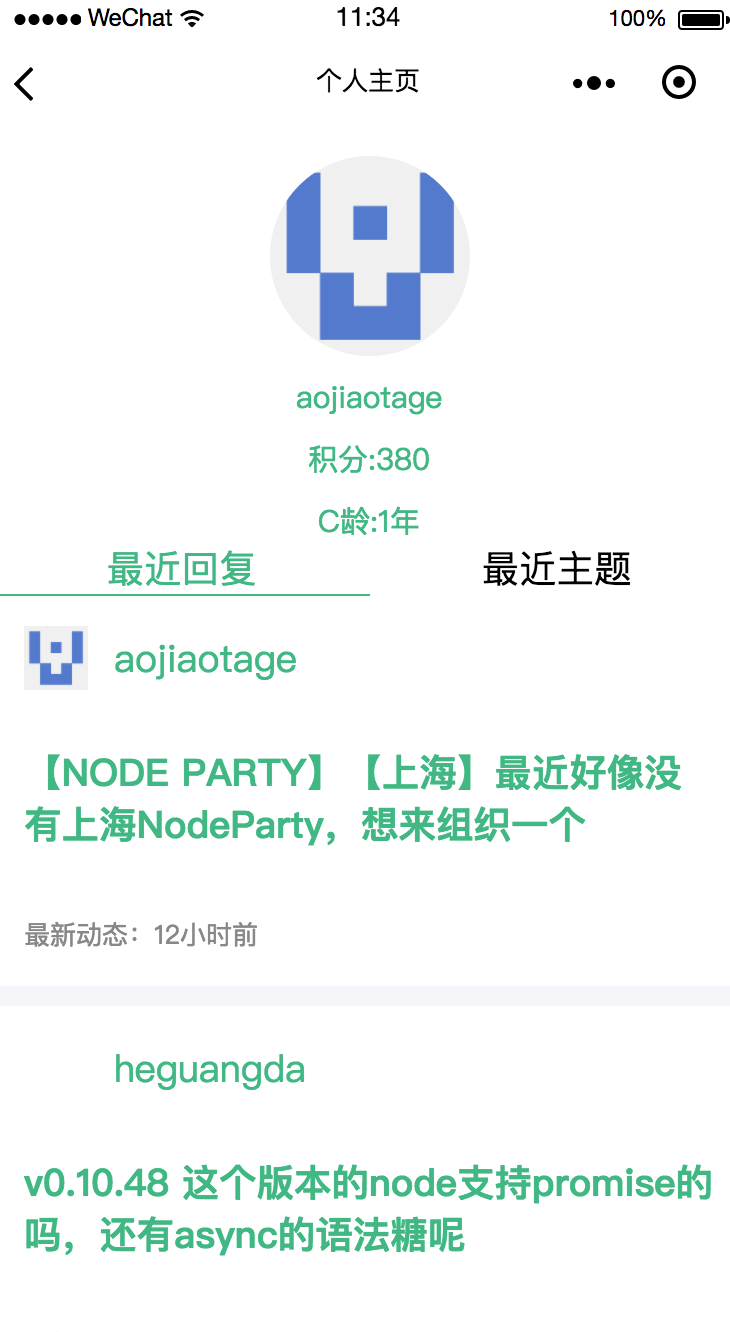 WeChat 11:34 100%
个人主页
aojiaotage
积分:380
C龄:1年
最近回复 最近主题
aojiaotage
【NODE PARTY】【上海】最近好像没
有上海NodeParty，想来组织一个
最新动态：12小时前
heguangda
v0.10.48 这个版本的node支持promise的
吗，还有async的语法糖呢